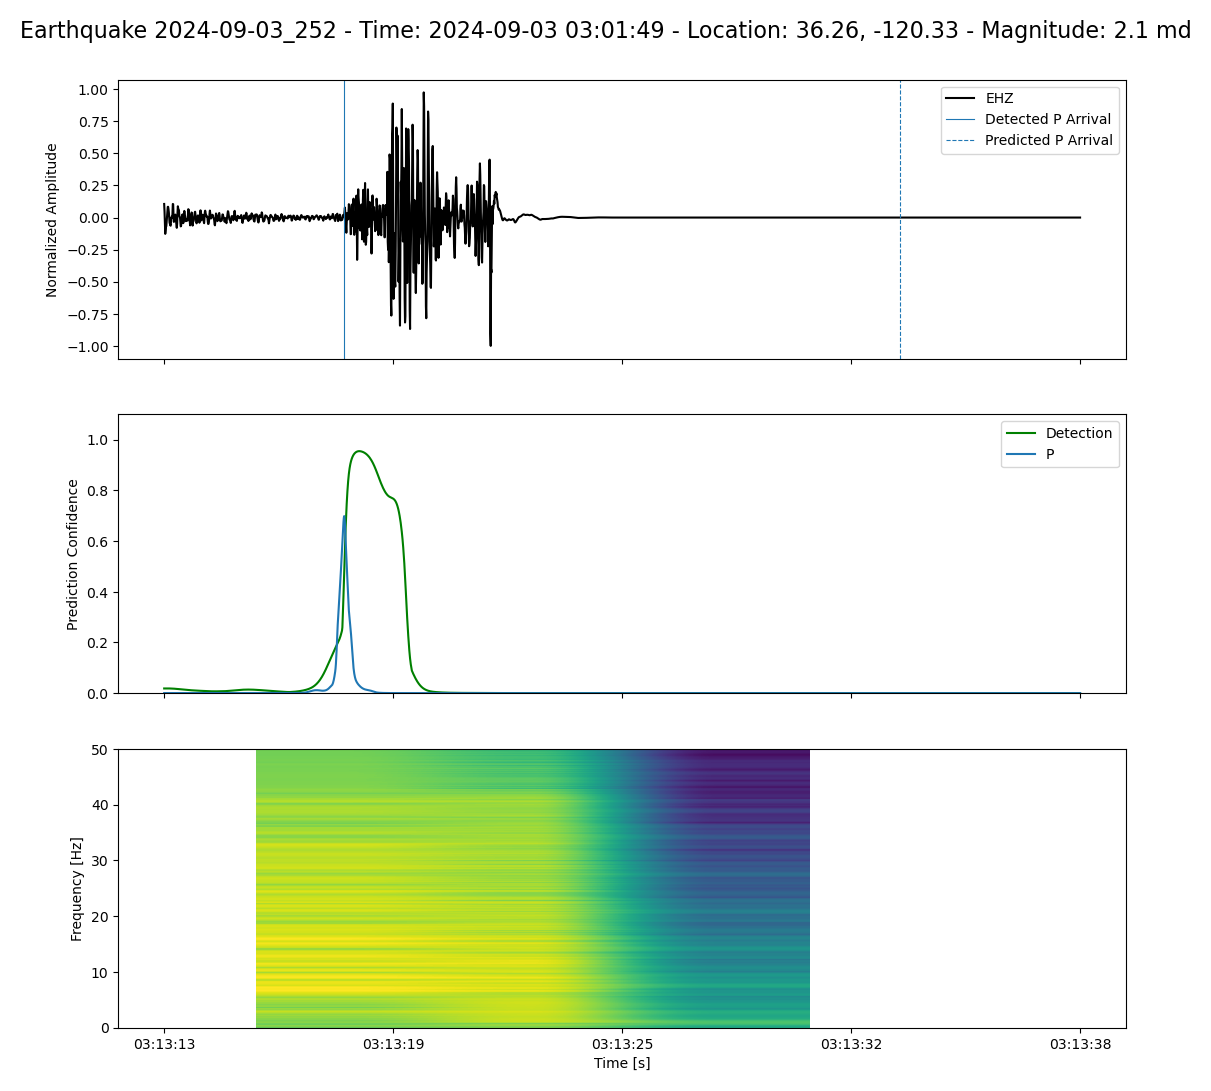 Earthquake 2024-09-03_252 - Time: 2024-09-03 03:01:49 - Location: 36.26, -120.33 - Magnitude: 2.1 md
1.00
0.75
0.50
0.25
0.00
−0.25
−0.50
−0.75
−1.00
Normalized Amplitude
EHZ
Detected P Arrival
Predicted P Arrival
1.0
0.8
0.6
0.4
0.2
0.0
Prediction Confidence
Detection
P
50
40
30
20
10
0
Frequency [Hz]
03:13:13 03:13:19 03:13:25 03:13:32 03:13:38
Time [s]